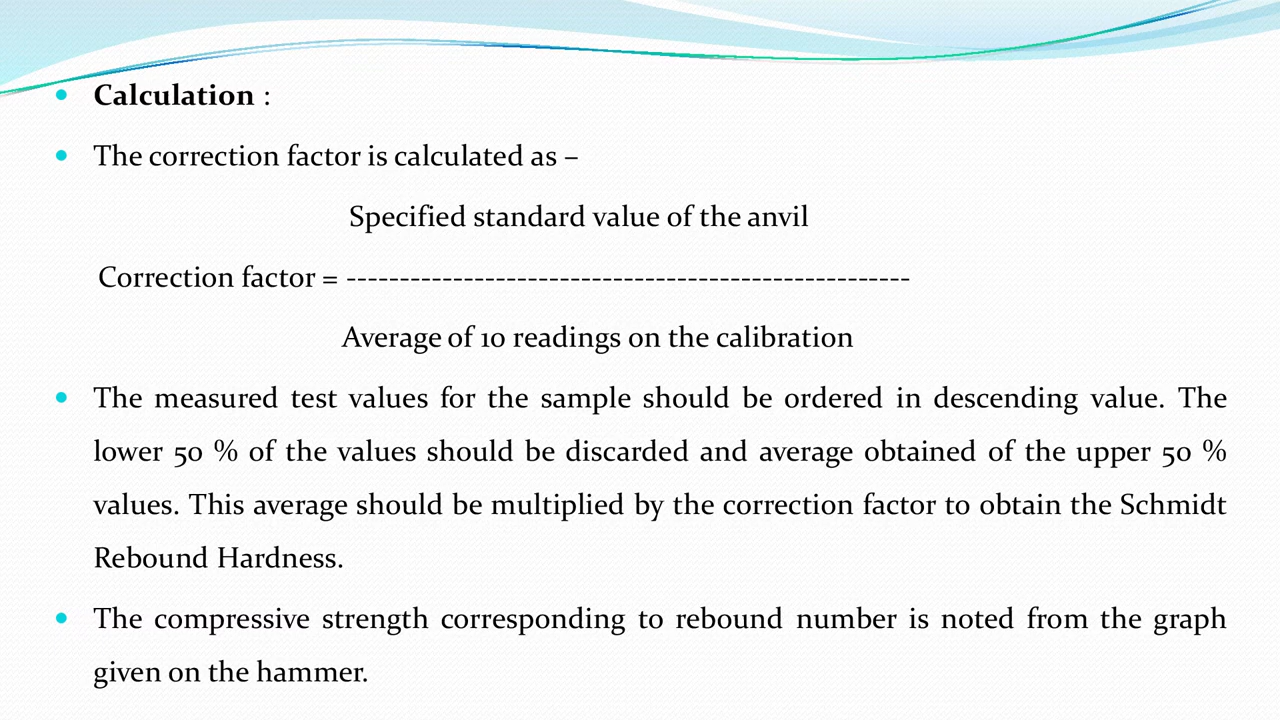 • Calculation :
• The correction factor is calculated as –
Specified standard value of the anvil
Correction factor = -----------------------------------------------------
Average of 10 readings on the calibration
• The measured test values for the sample should be ordered in descending value. The
lower 50 % of the values should be discarded and average obtained of the upper 50 %
values. This average should be multiplied by the correction factor to obtain the Schmidt
Rebound Hardness.
• The compressive strength corresponding to rebound number is noted from the graph
given on the hammer.